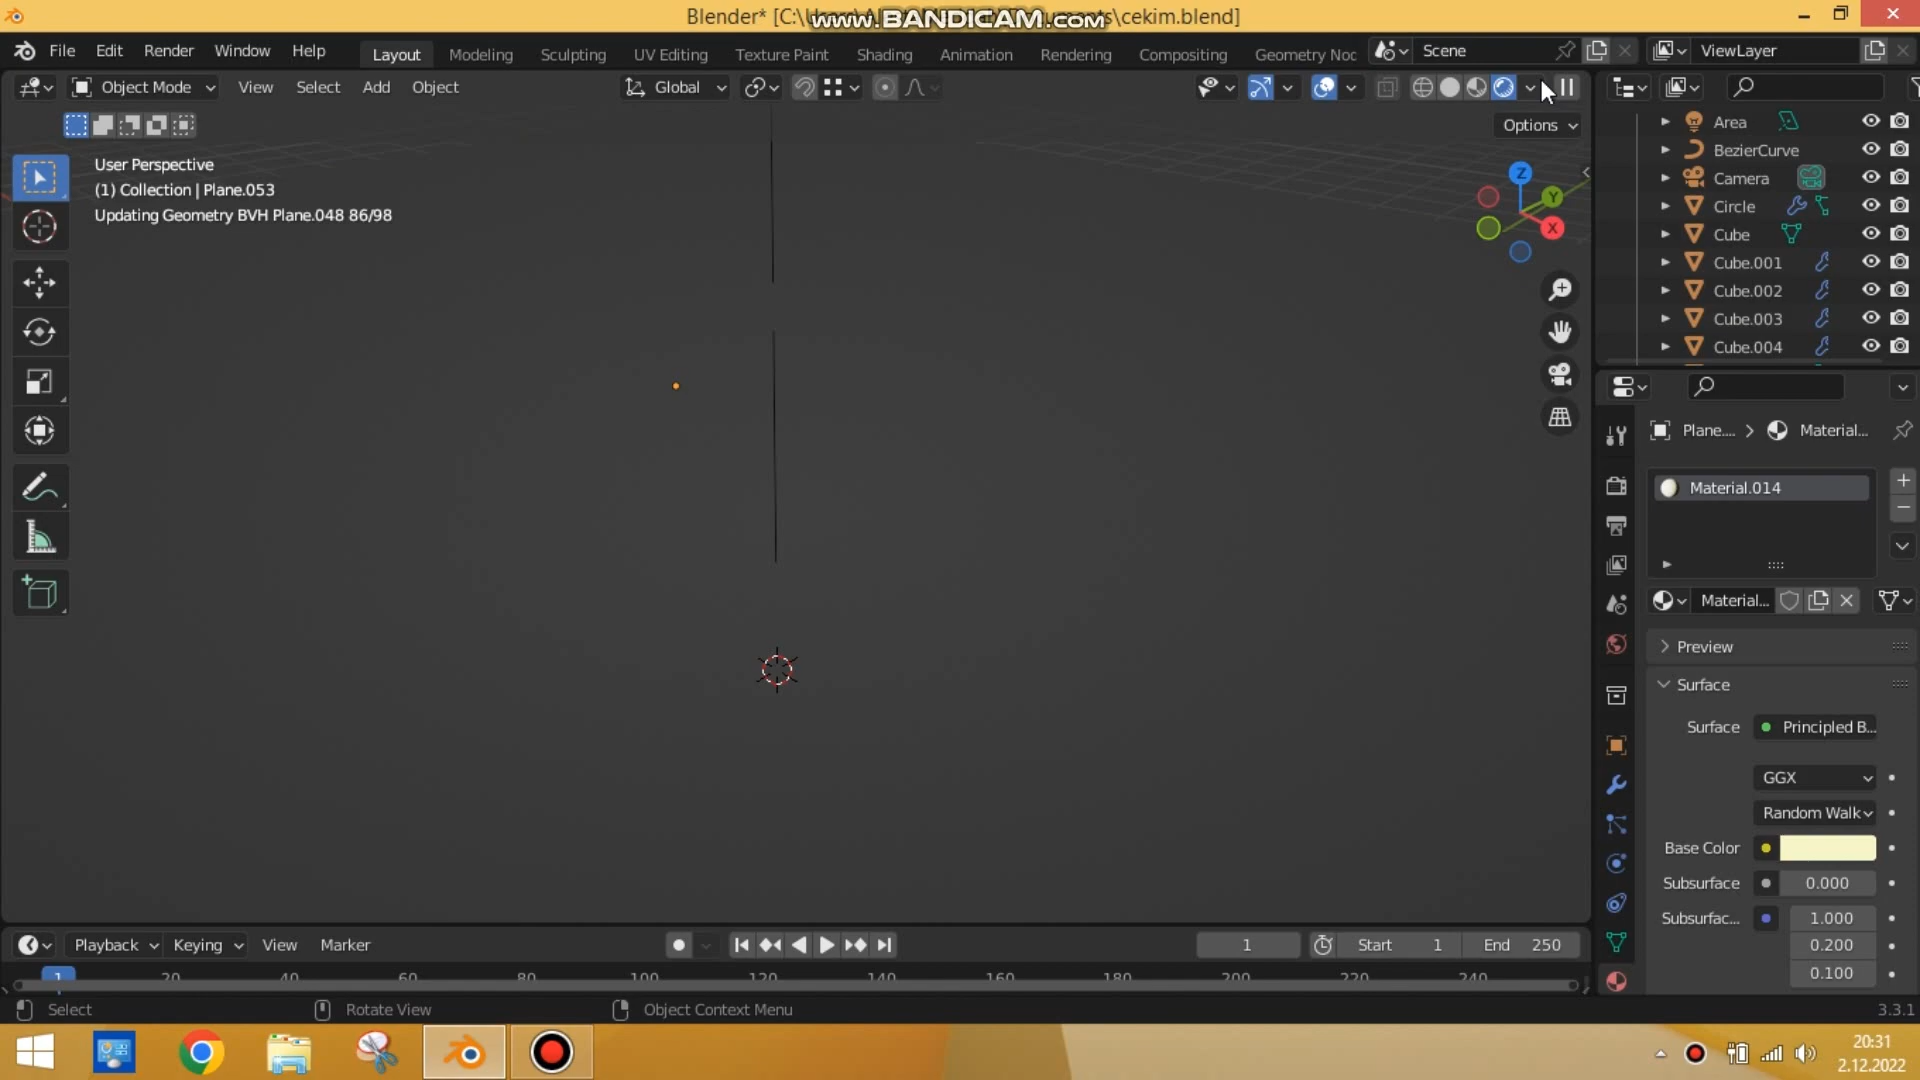 Blender* [C:\U
www.BANDICAM.com
uments\cekim.blend]
File Edit Render Window Help
Layout Modeling Sculpting UV Editing Texture Paint Shading Animation Rendering Compositing Geometry Noc
Scene
ViewLayer
Object Mode View Select Add Object
Global
Options
User Perspective
(1) Collection | Plane.053
Updating Geometry BVH Plane.048 86/98
Z
Y
X
Area
BezierCurve
Camera
Circle
Cube
Cube.001
Cube.002
Cube.003
Cube.004
Plane.... Material...
Material.014
Material...
Preview
Surface
Surface Principled B...
GGX
Random Walk
Base Color
Subsurface 0.000
Subsurfac... 1.000
0.200
0.100
Playback Keying View Marker
1 Start 1 End 250
1 20 40 60 80 100 120 140 160 180 200 220 240
Select Rotate View Object Context Menu
3.3.1
20:31
2.12.2022